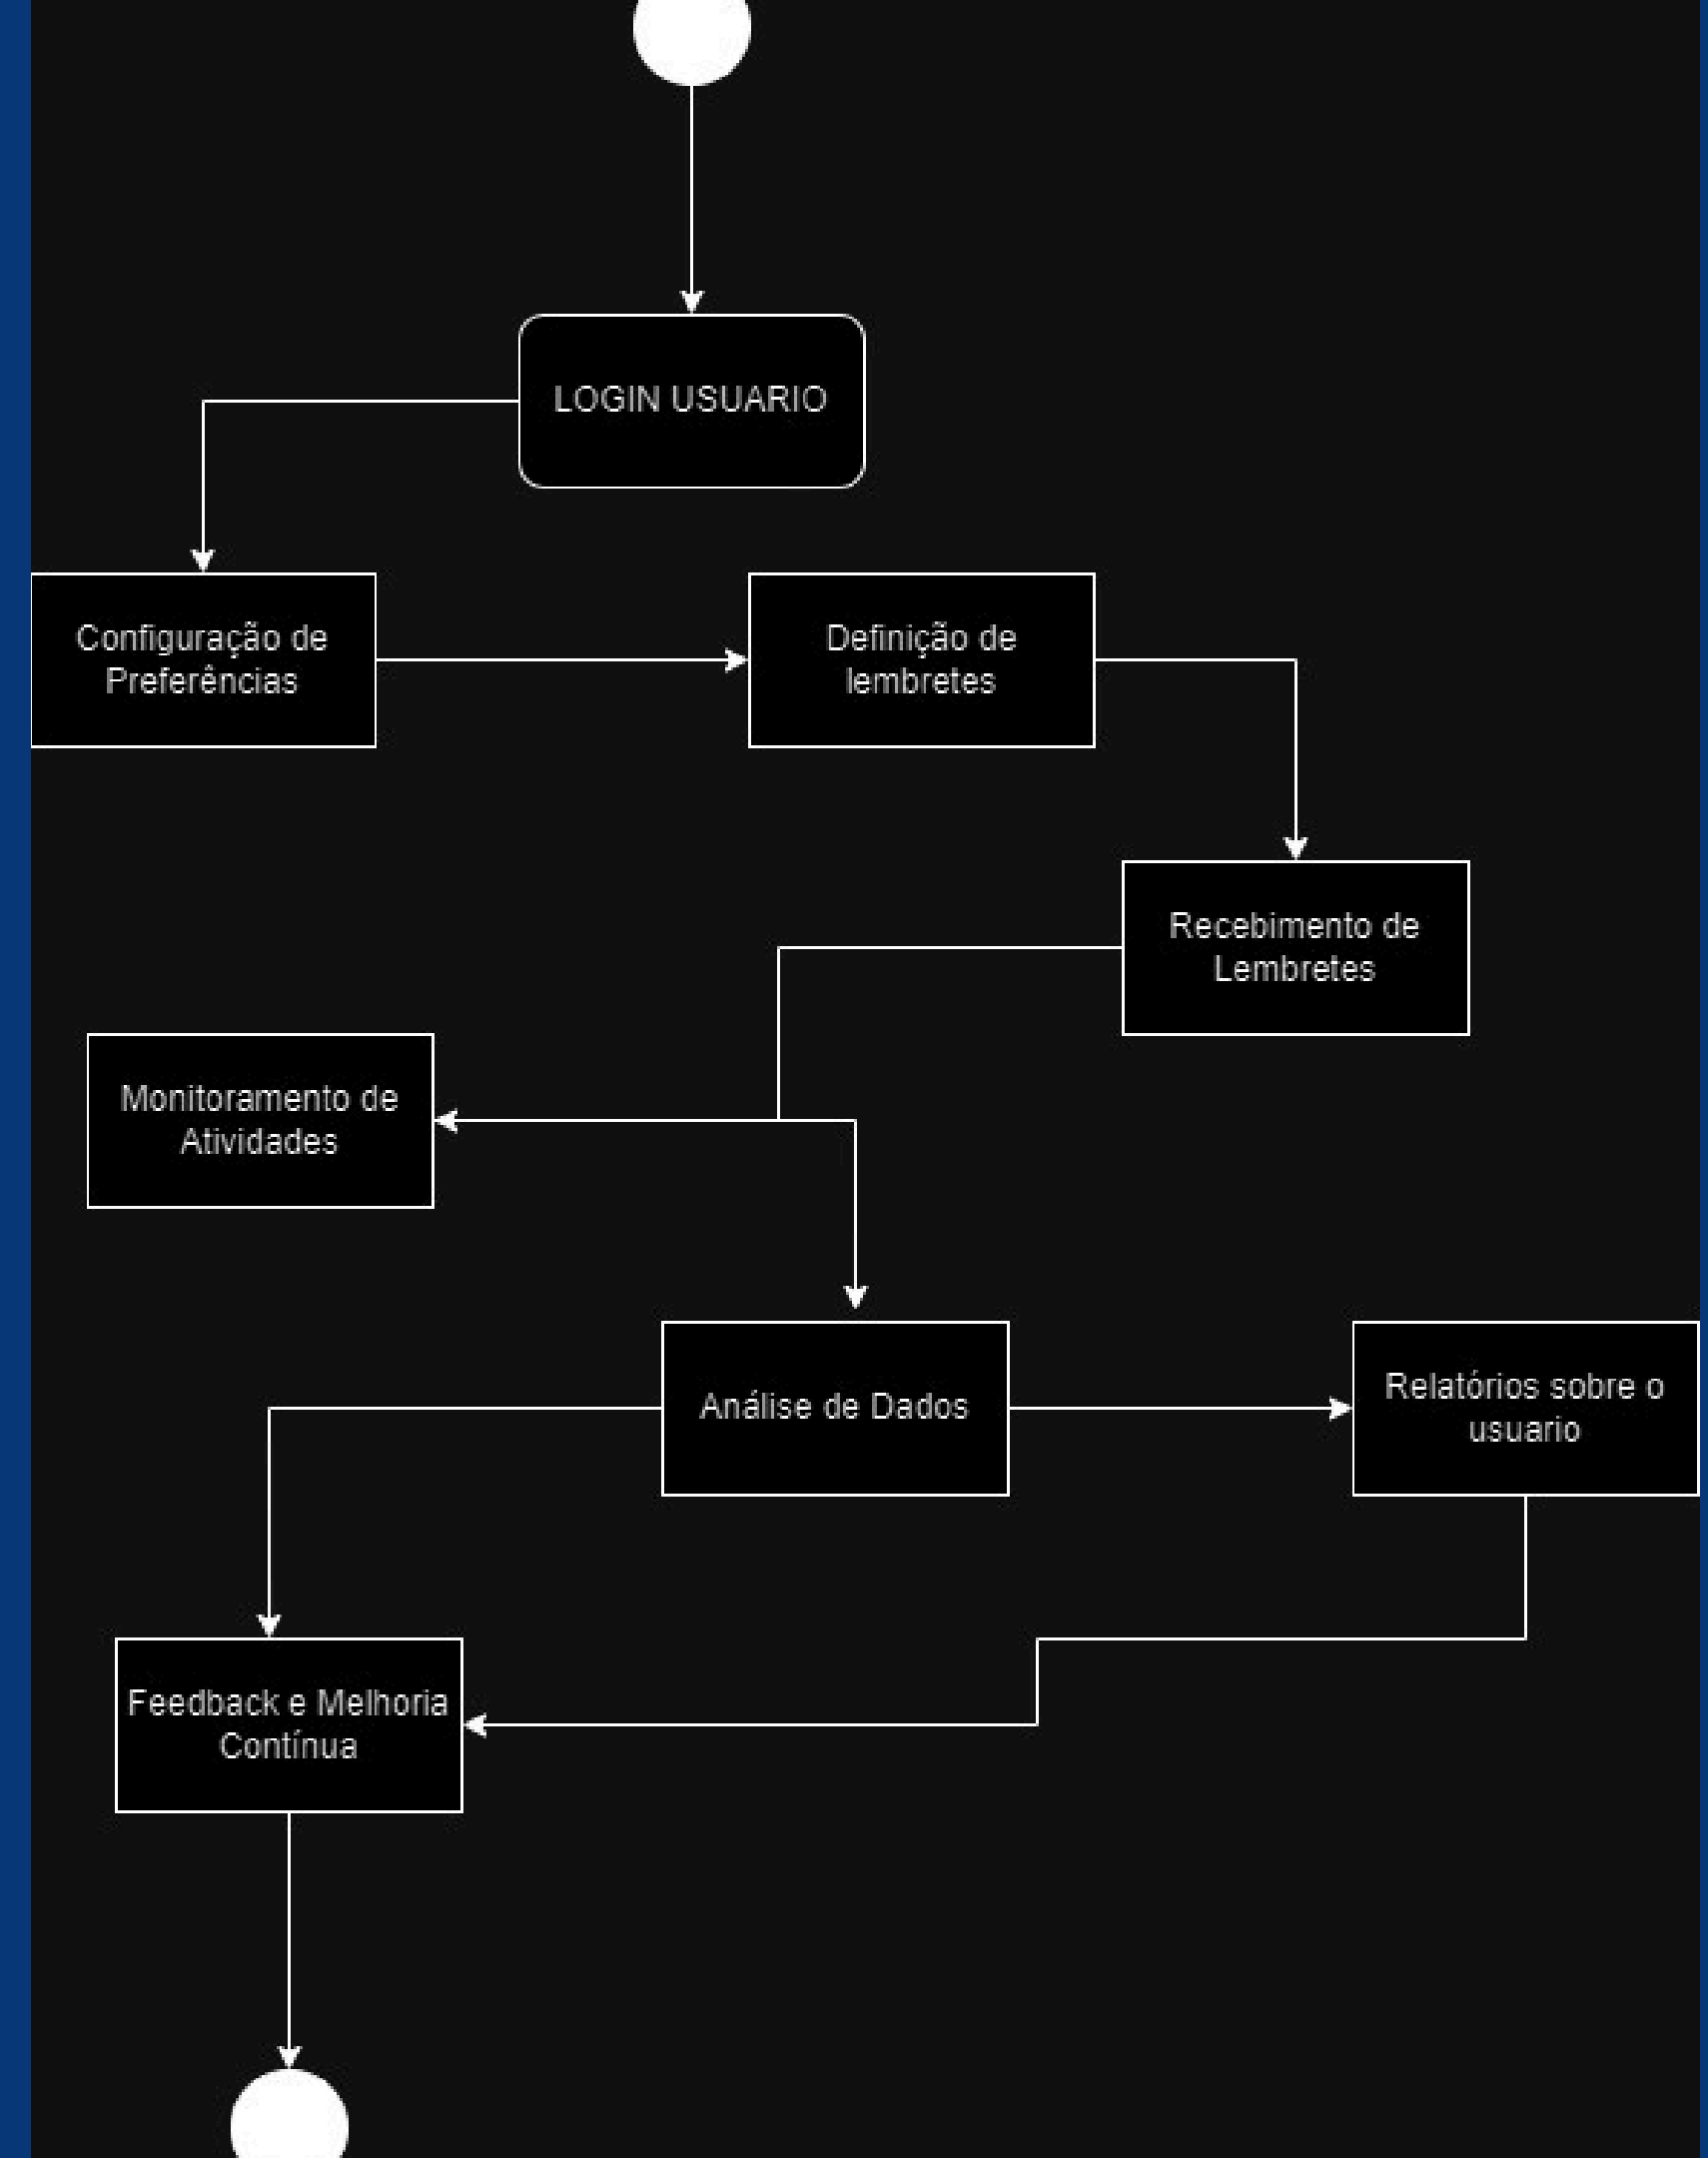 LOGIN USUARIO
Configuração de
Preferências
Definição de
lembretes
Recebimento de
Lembretes
Monitoramento de
Atividades
Análise de Dados
Relatórios sobre o
usuario
Feedback e Melhoria
Contínua